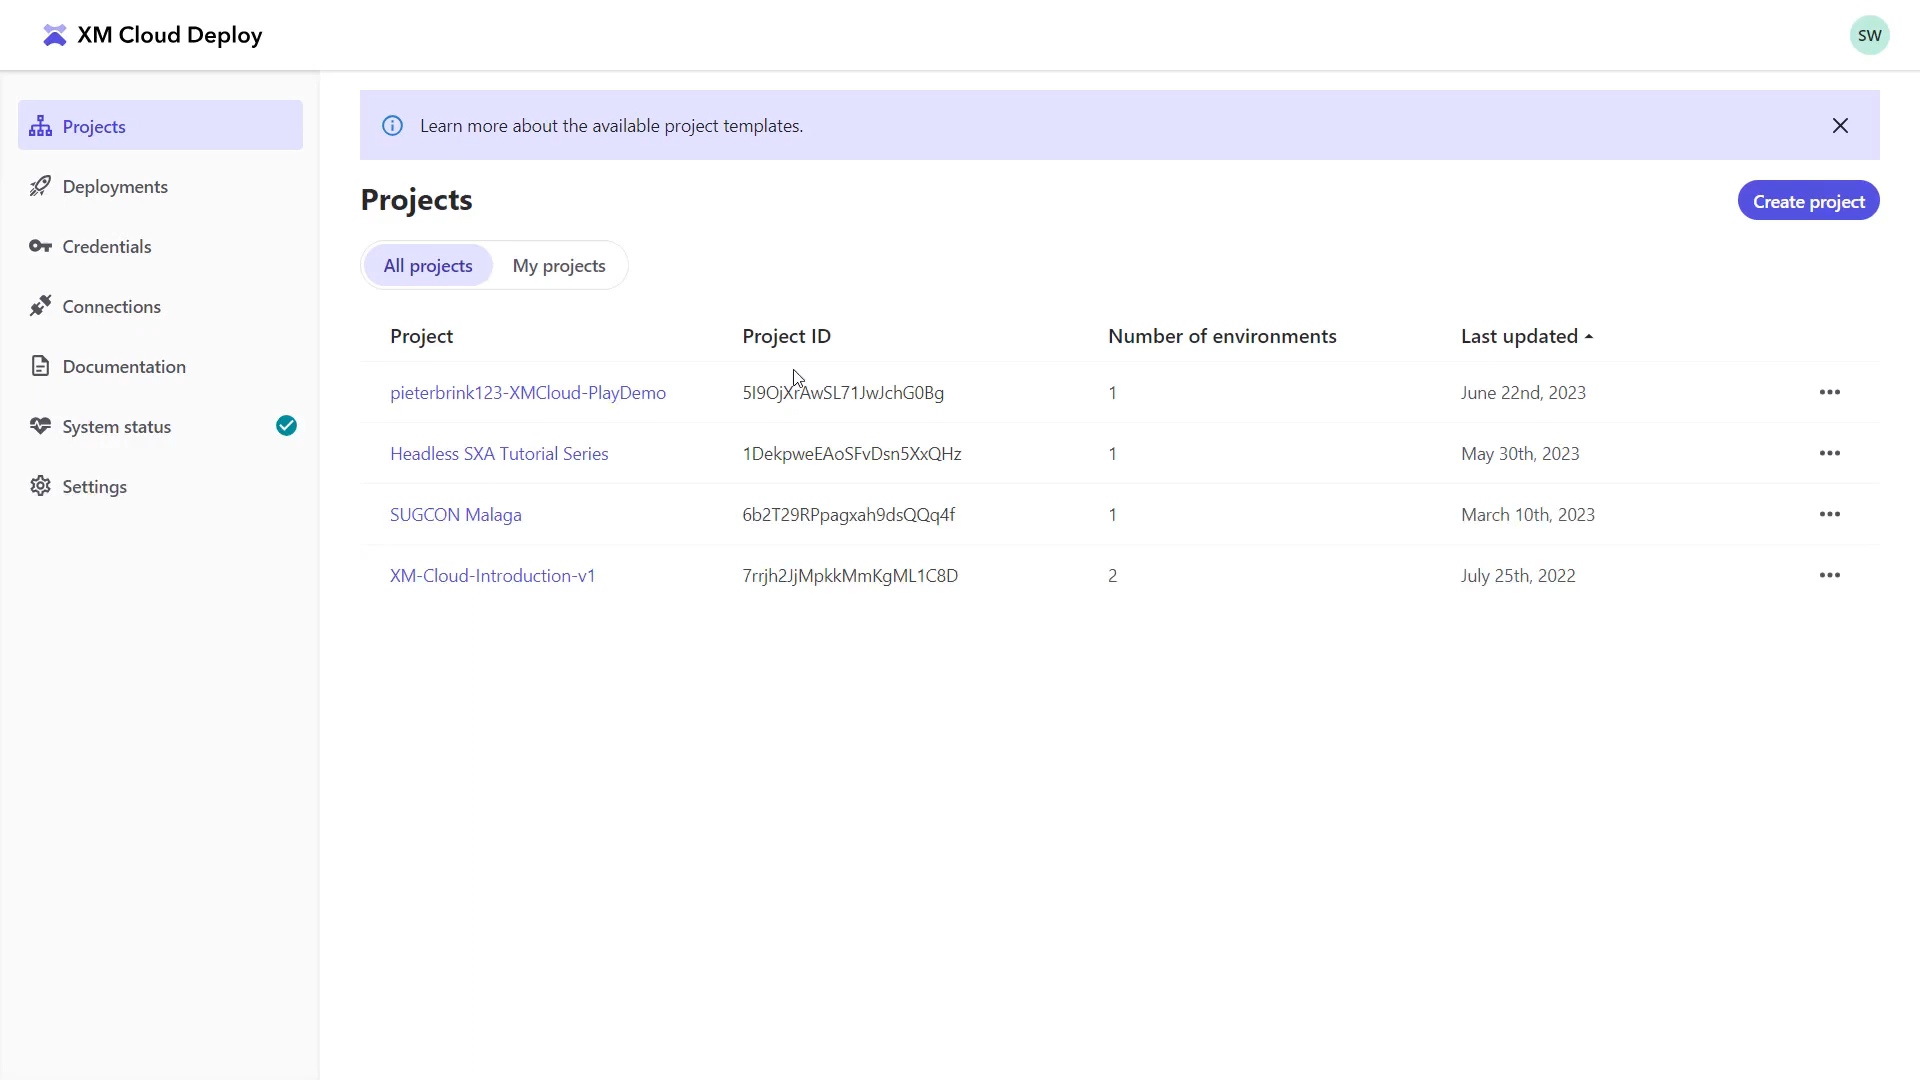 XM Cloud Deploy
SW
Projects
Deployments
Credentials
Connections
Documentation
System status
Settings
Learn more about the available project templates.
Projects
Create project
All projects My projects
Project Project ID Number of environments Last updated
pieterbrink123-XMCloud-PlayDemo 5I9OjXrAwSL71JwJchG0Bg 1 June 22nd, 2023
Headless SXA Tutorial Series 1DekpweEAoSFvDsn5XxQHz 1 May 30th, 2023
SUGCON Malaga 6b2T29RPpagxah9dsQQq4f 1 March 10th, 2023
XM-Cloud-Introduction-v1 7rrjh2JjMpkkMmKgML1C8D 2 July 25th, 2022